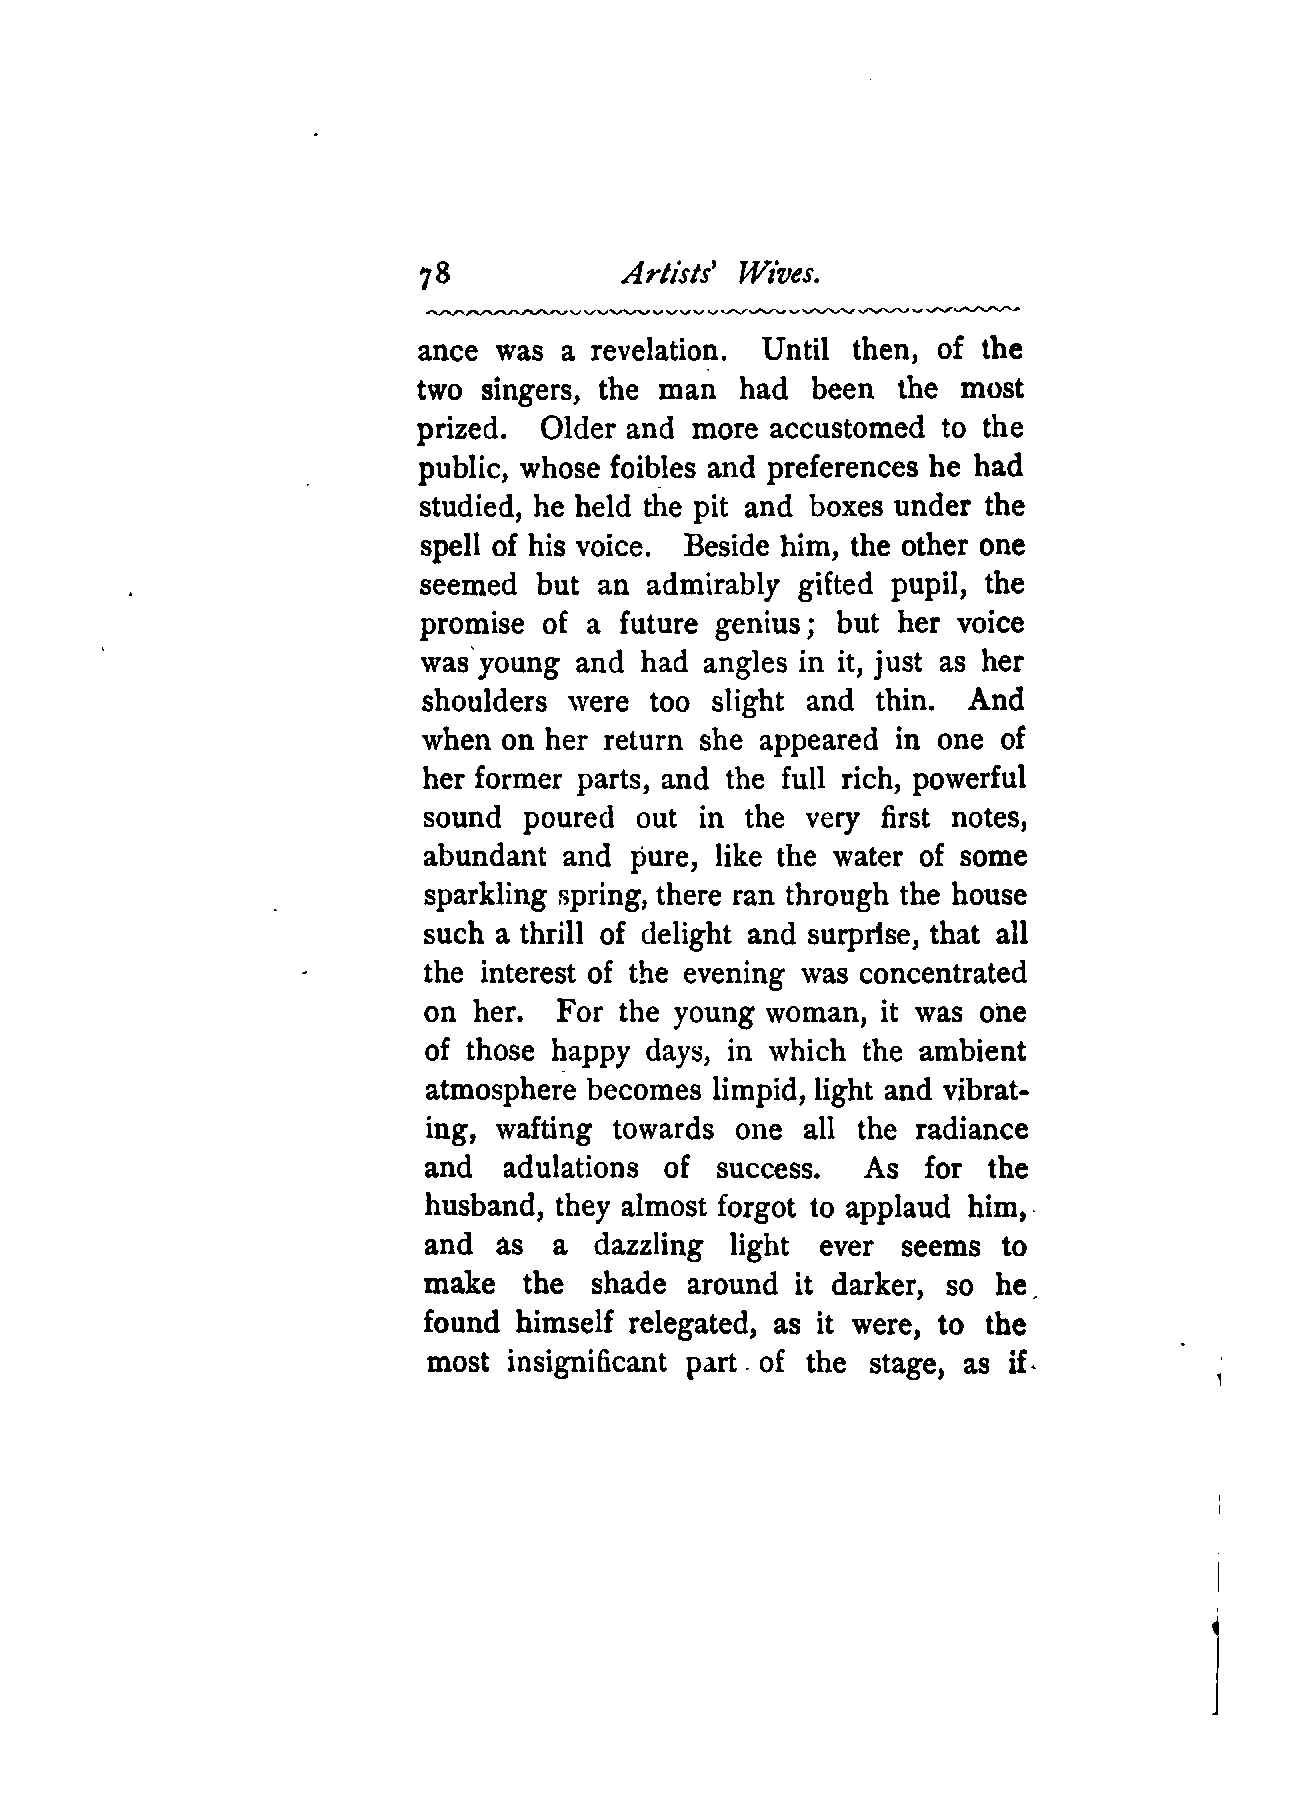 78 Artists' Wives.
ance was a revelation. Until then, of the
two singers, the man had been the most
prized. Older and more accustomed to the
public, whose foibles and preferences he had
studied, he held the pit and boxes under the
spell of his voice. Beside him, the other one
seemed but an admirably gifted pupil, the
promise of a future genius; but her voice
was young and had angles in it, just as her
shoulders were too slight and thin. And
when on her return she appeared in one of
her former parts, and the full rich, powerful
sound poured out in the very first notes,
abundant and pure, like the water of some
sparkling spring, there ran through the house
such a thrill of delight and surprise, that all
the interest of the evening was concentrated
on her. For the young woman, it was one
of those happy days, in which the ambient
atmosphere becomes limpid, light and vibrat-
ing, wafting towards one all the radiance
and adulations of success. As for the
husband, they almost forgot to applaud him,
and as a dazzling light ever seems to
make the shade around it darker, so he
found himself relegated, as it were, to the
most insignificant part of the stage, as if